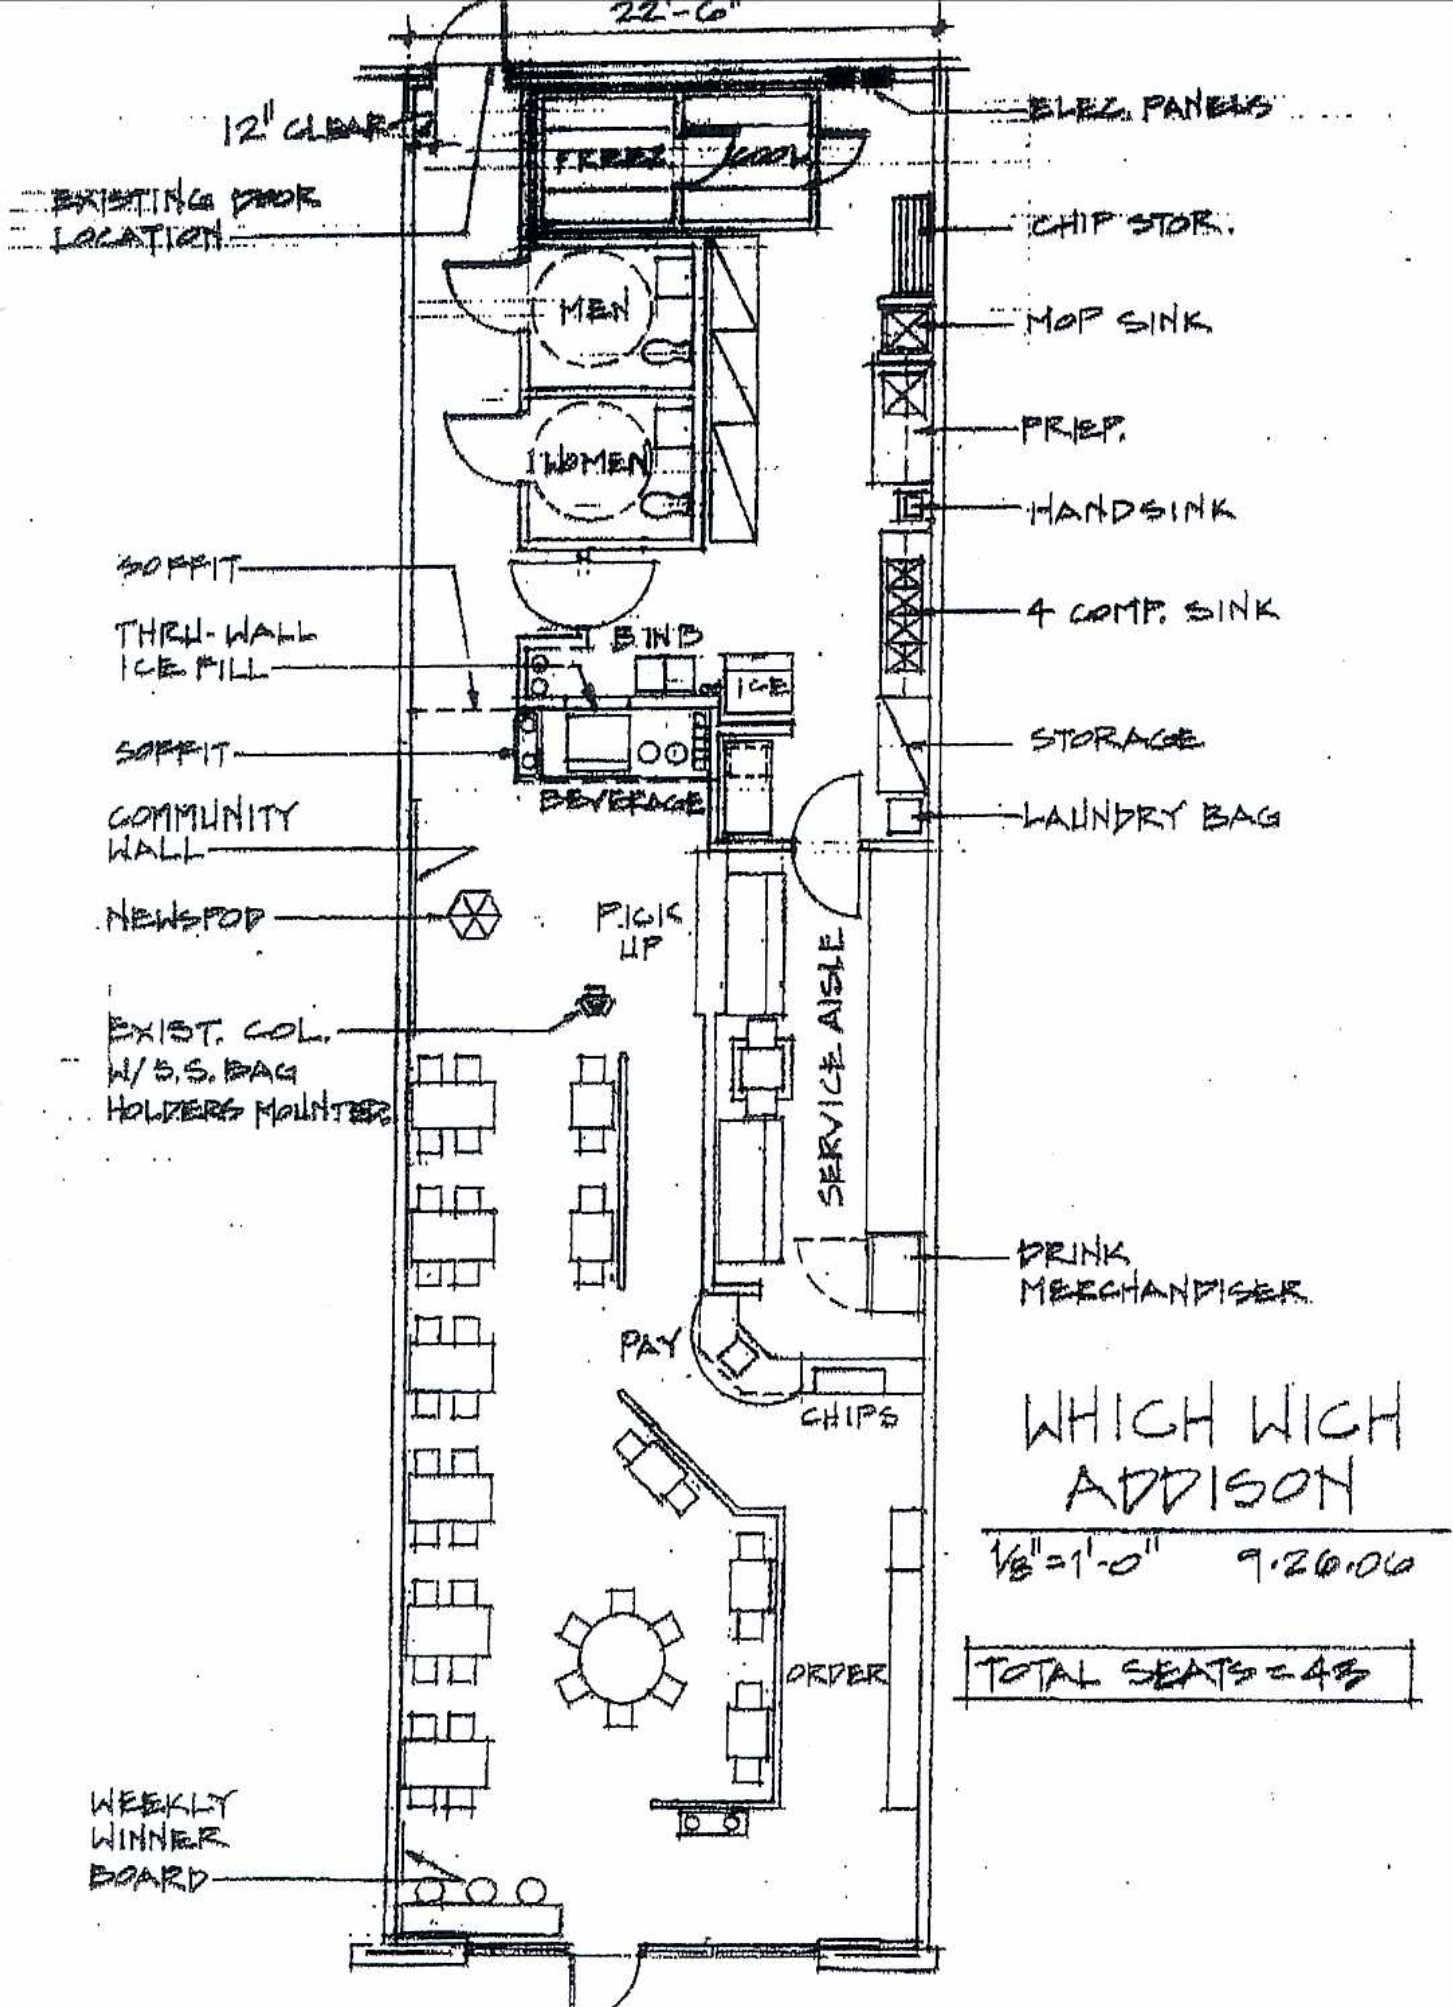 22'-6"
12" CLEAR
ELEC. PANELS
FREEZ
COOL
EXISTING DOOR
LOCATION
CHIP STOR.
MEN
MOP SINK
PREP.
WOMEN
HANDSINK
SOFFIT
4 COMP. SINK
THRU-WALL
ICE FILL
ICE
SOFFIT
STORAGE
BEVERAGE
COMMUNITY
WALL
LAUNDRY BAG
NEWSPOD
PICK
UP
SERVICE AISLE
EXIST. COL.
W/ S.S. BAG
HOLDERS MOUNTED
DRINK
MERCHANDISER
PAY
CHIPS
WHICH WICH
ADDISON
1/8"=1'-0" 9.26.06
ORDER
TOTAL SEATS = 43
WEEKLY
WINNER
BOARD